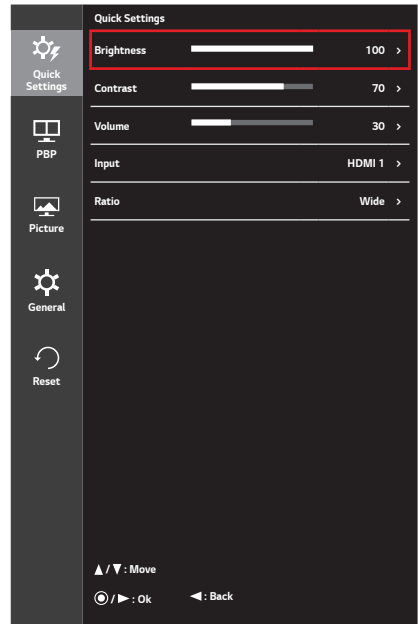 Quick Settings
Brightness 100 >
Contrast 70 >
Volume 30 >
Input HDMI 1 >
Ratio Wide >
Quick
Settings
PBP
Picture
General
Reset
▲/▼: Move
◉/►: Ok ◄: Back